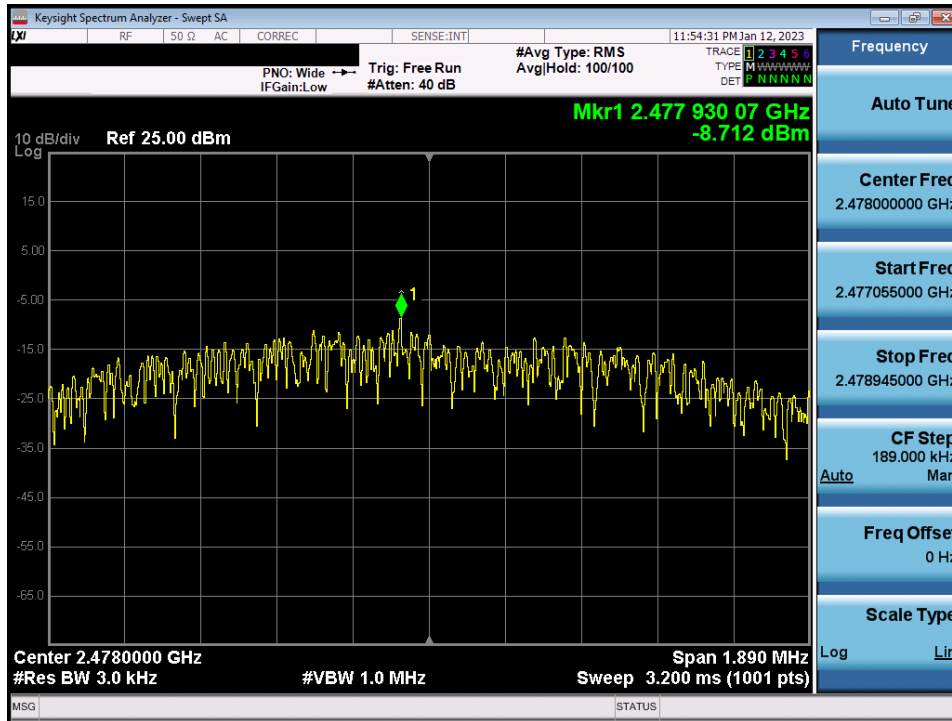 Keysight Spectrum Analyzer - Swept SA
LXI RF 50 Ω AC CORREC SENSE:INT 11:54:31 PM Jan 12, 2023
PNO: Wide
IFGain:Low
Trig: Free Run
#Atten: 40 dB
#Avg Type: RMS
Avg|Hold: 100/100
TRACE 1 2 3 4 5 6
TYPE M WWWWW
DET P N N N N N
Mkr1 2.477 930 07 GHz
-8.712 dBm
10 dB/div Ref 25.00 dBm
Log
15.0
5.00
-5.00
-15.0
-25.0
-35.0
-45.0
-55.0
-65.0
1
Center 2.4780000 GHz Span 1.890 MHz
#Res BW 3.0 kHz #VBW 1.0 MHz Sweep 3.200 ms (1001 pts)
MSG STATUS
Frequency
Auto Tune
Center Freq
2.478000000 GHz
Start Freq
2.477055000 GHz
Stop Freq
2.478945000 GHz
CF Step
189.000 kHz
Auto Man
Freq Offset
0 Hz
Scale Type
Log Lin